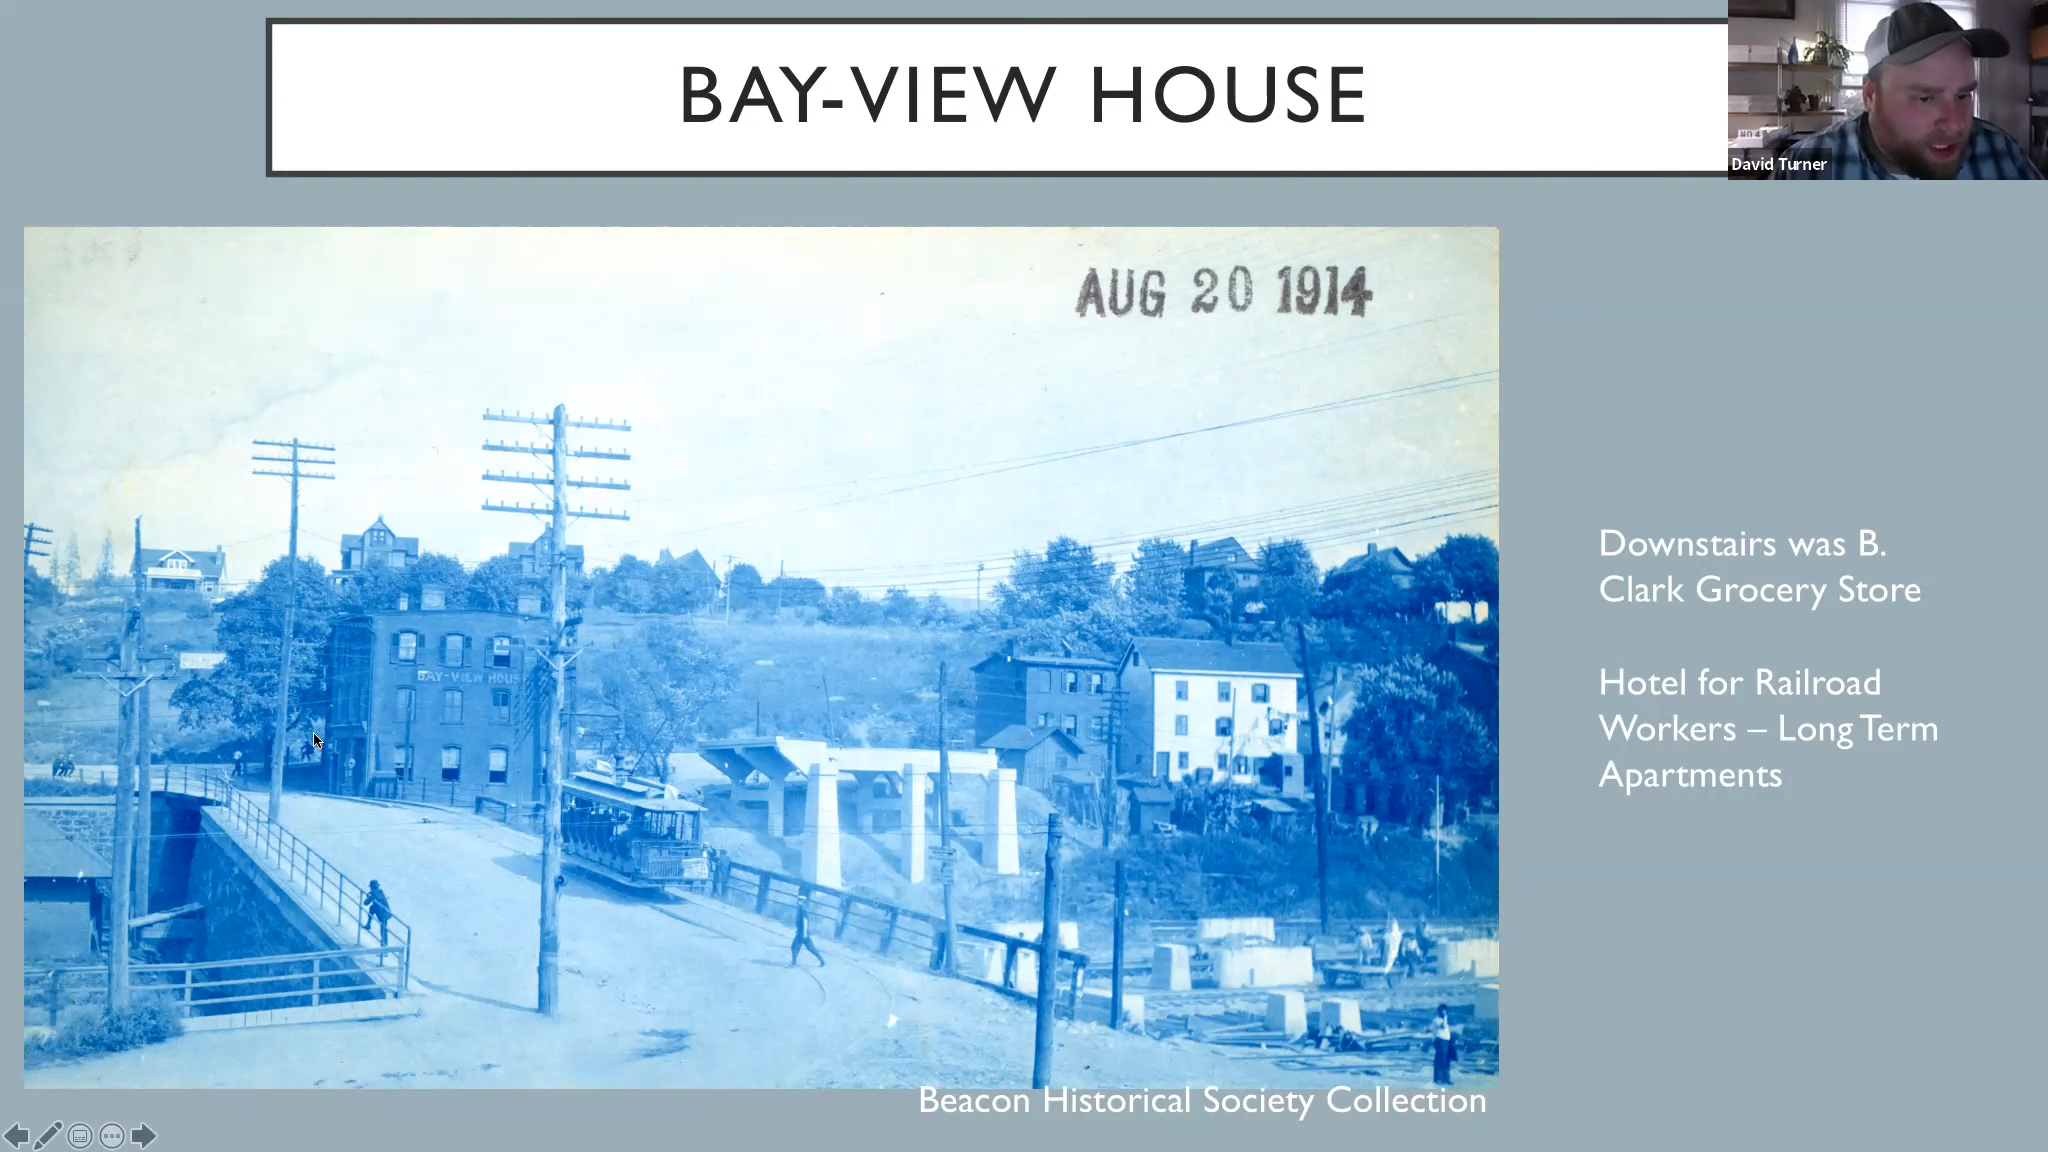 BAY-VIEW HOUSE
David Turner
AUG 20 1914
BAY-VIEW HOUS
Downstairs was B.
Clark Grocery Store
Hotel for Railroad
Workers – Long Term
Apartments
Beacon Historical Society Collection